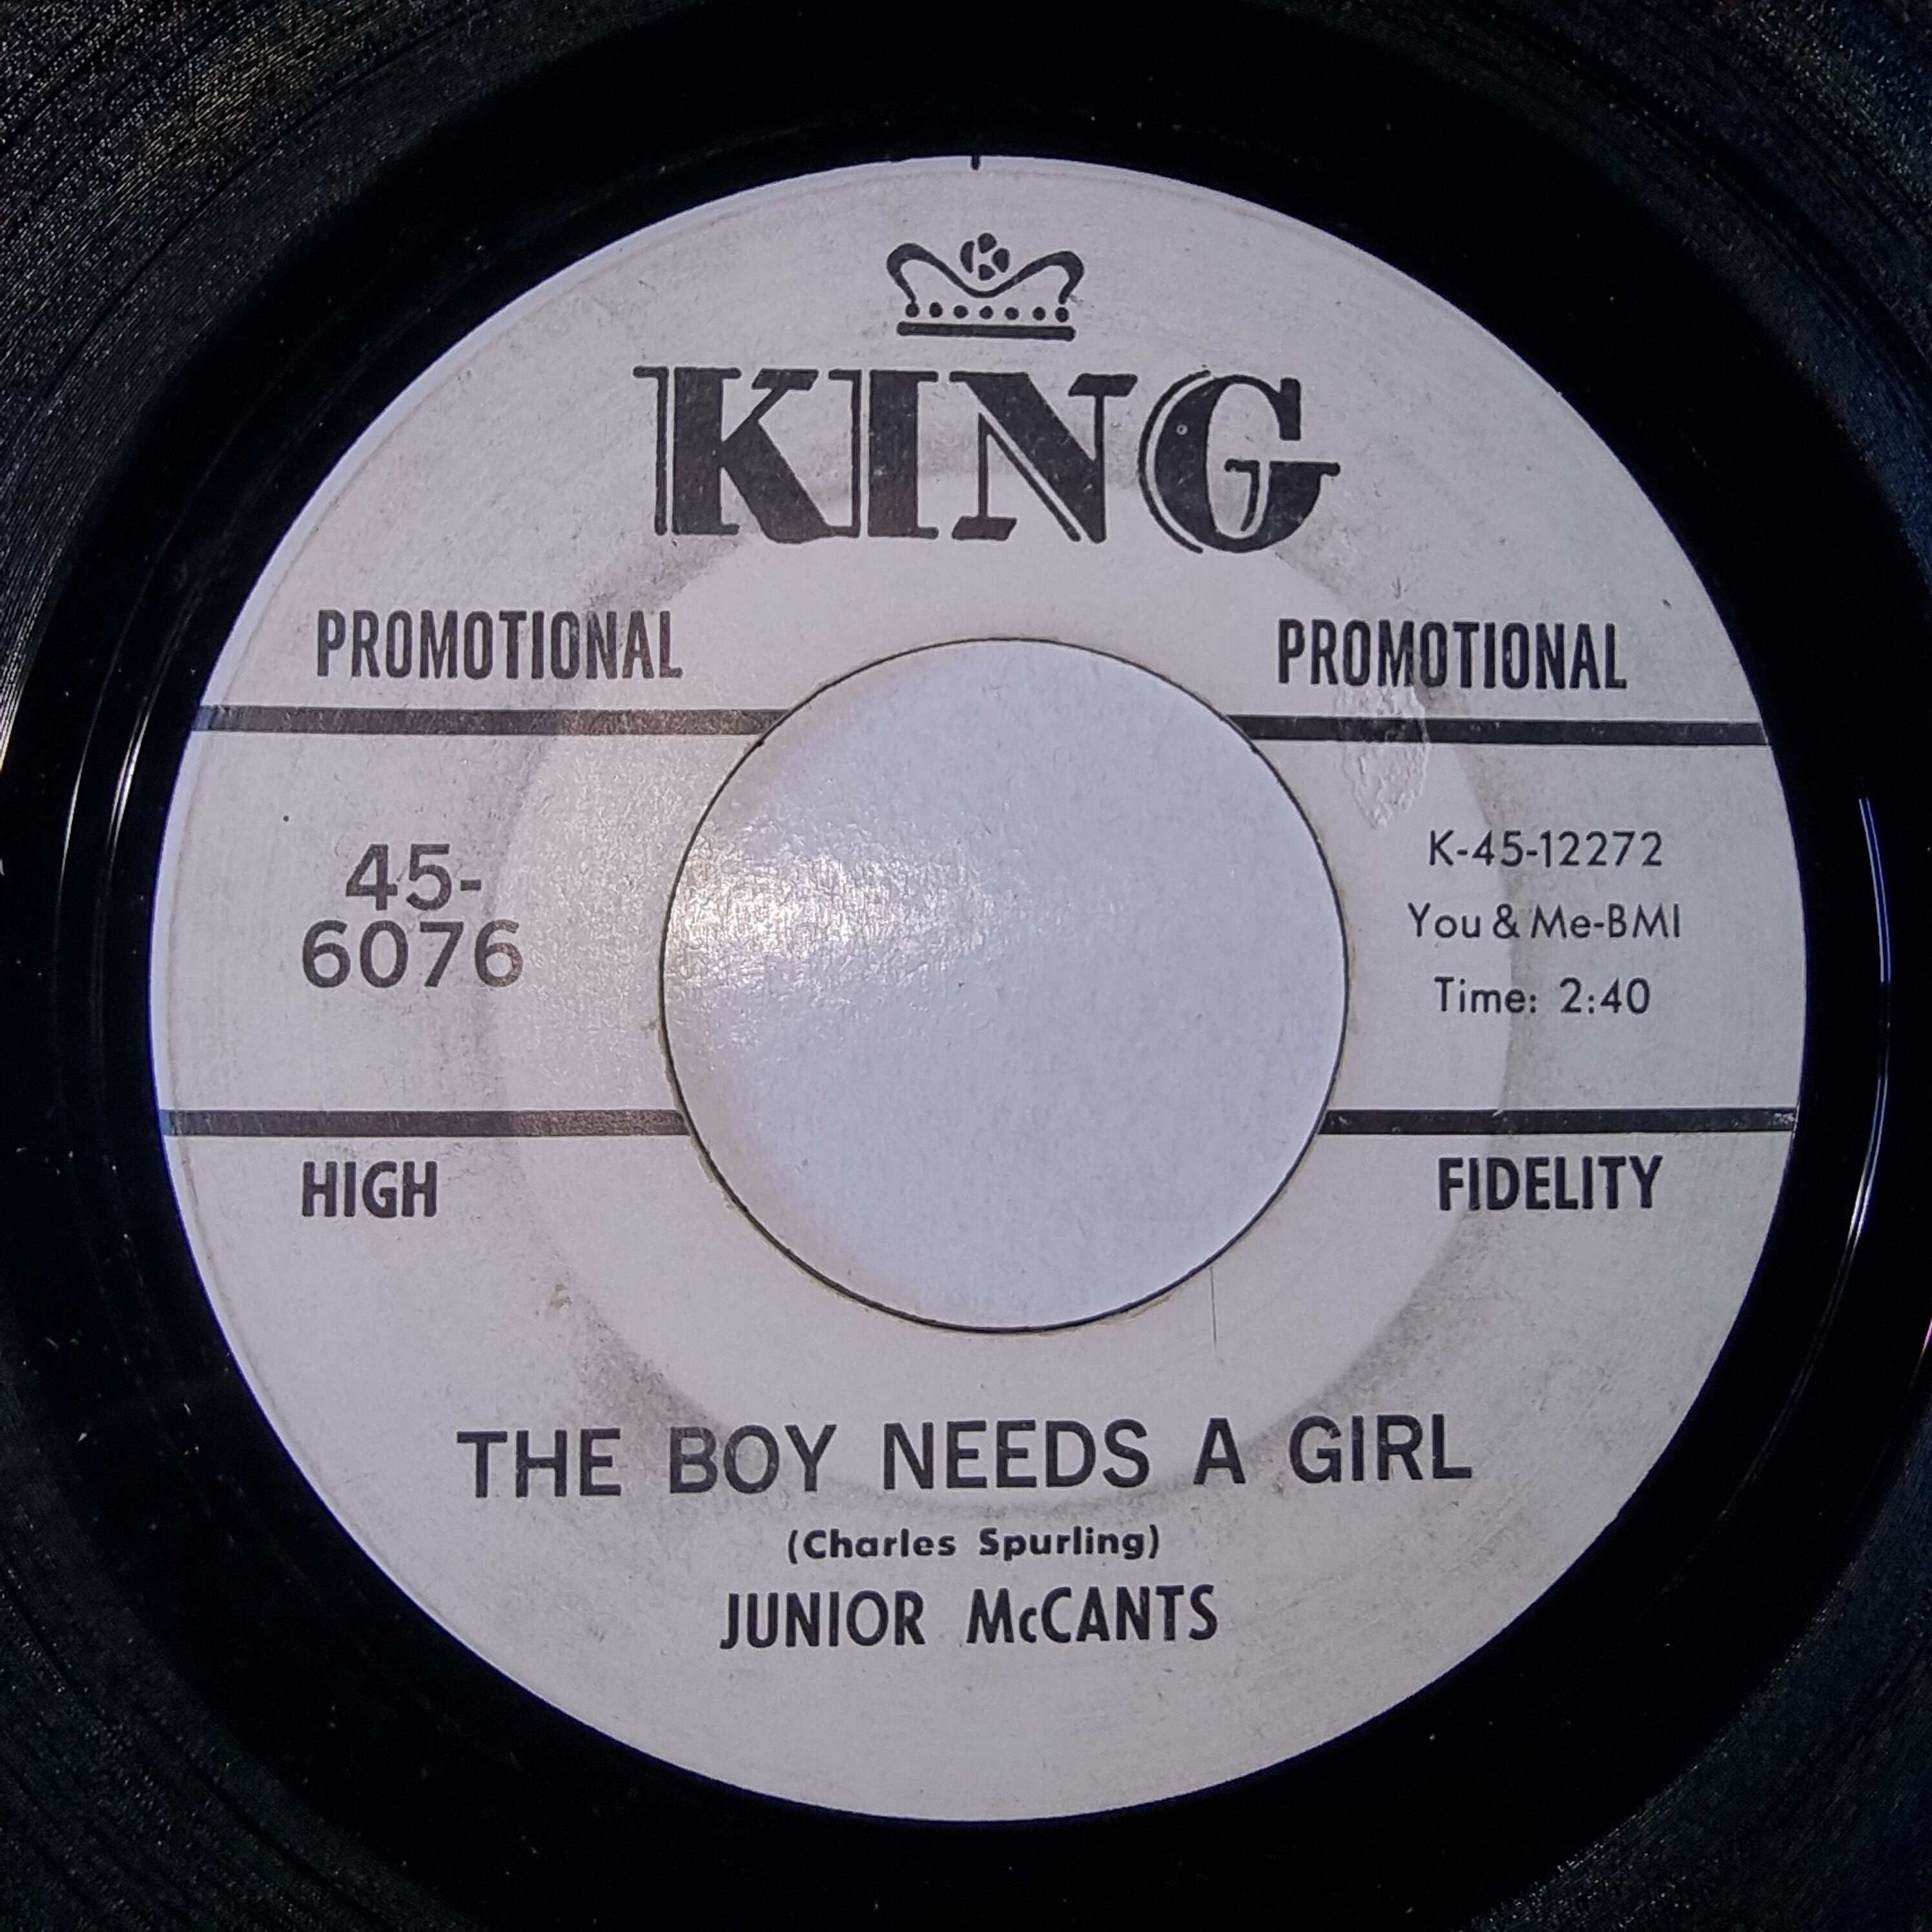 K
KING
PROMOTIONAL PROMOTIONAL
45-
6076
K-45-12272
You & Me-BMI
Time: 2:40
HIGH FIDELITY
THE BOY NEEDS A GIRL
(Charles Spurling)
JUNIOR McCANTS